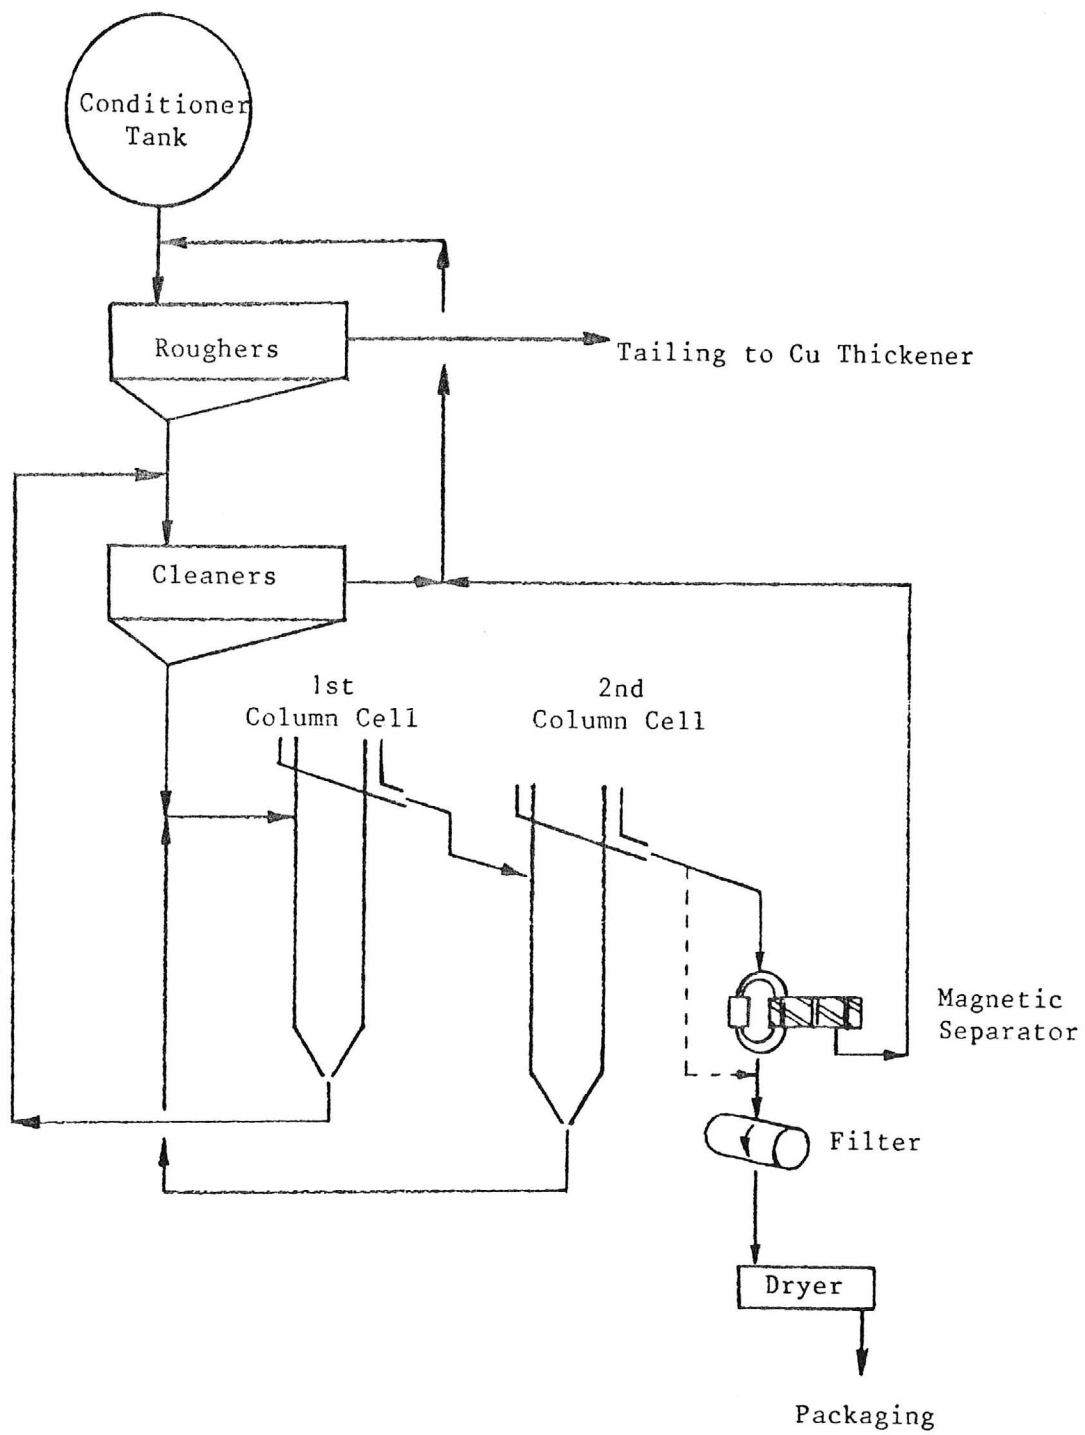 Conditioner
Tank
Roughers
Tailing to Cu Thickener
Cleaners
1st
Column Cell
2nd
Column Cell
Magnetic
Separator
Filter
Dryer
Packaging